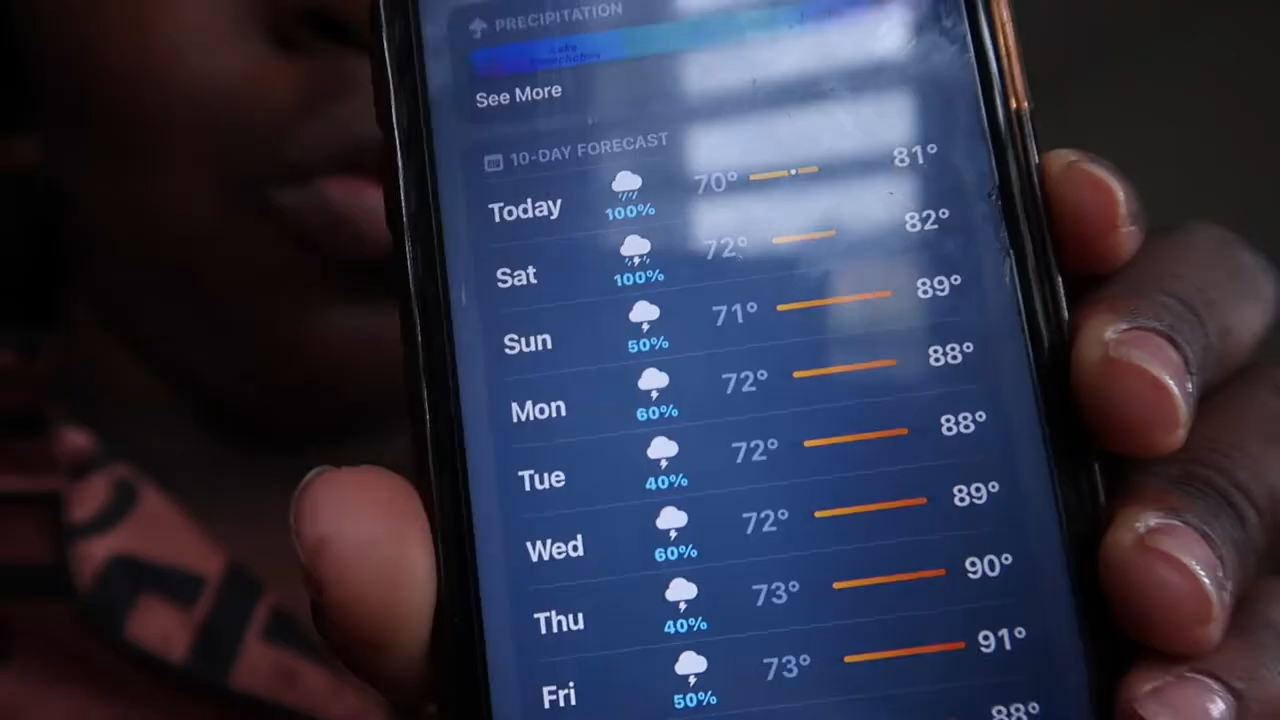 PRECIPITATION
Lake
See More
10-DAY FORECAST
Today 100% 70° 81°
Sat 100% 72° 82°
Sun 50% 71° 89°
Mon 60% 72° 88°
Tue 40% 72° 88°
Wed 60% 72° 89°
Thu 40% 73° 90°
Fri 50% 73° 91°
88°